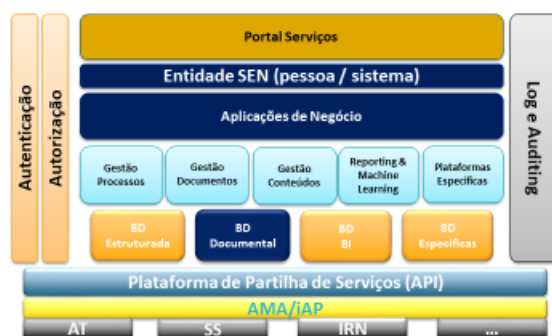 Portal Serviços
Entidade SEN (pessoa / sistema)
Aplicações de Negócio
Autenticação
Autorização
Log e Auditing
Gestão
Processos
Gestão
Documentos
Gestão
Conteúdos
Reporting &
Machine
Learning
Plataformas
Específicas
BD
Estruturada
BD
Documental
BD
BI
BD
Específicas
Plataforma de Partilha de Serviços (API)
AMA/iAP
AT
SS
IRN
...